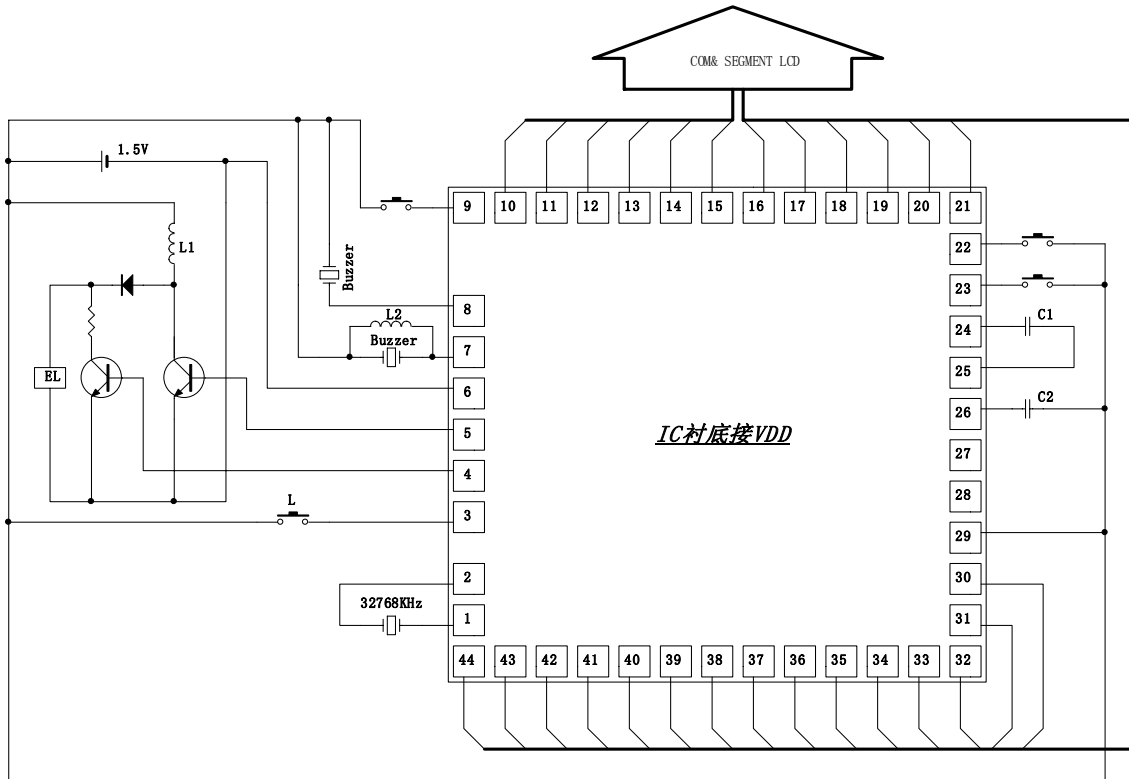 COM& SEGMENT LCD
1.5V
9 10 11 12 13 14 15 16 17 18 19 20 21
22
L1
Buzzer
23
8
L2
24
C1
Buzzer
7
25
EL
6
C2
26
IC衬底接VDD
5
27
4
28
L
3
29
2
30
32768KHz
1
31
44 43 42 41 40 39 38 37 36 35 34 33 32